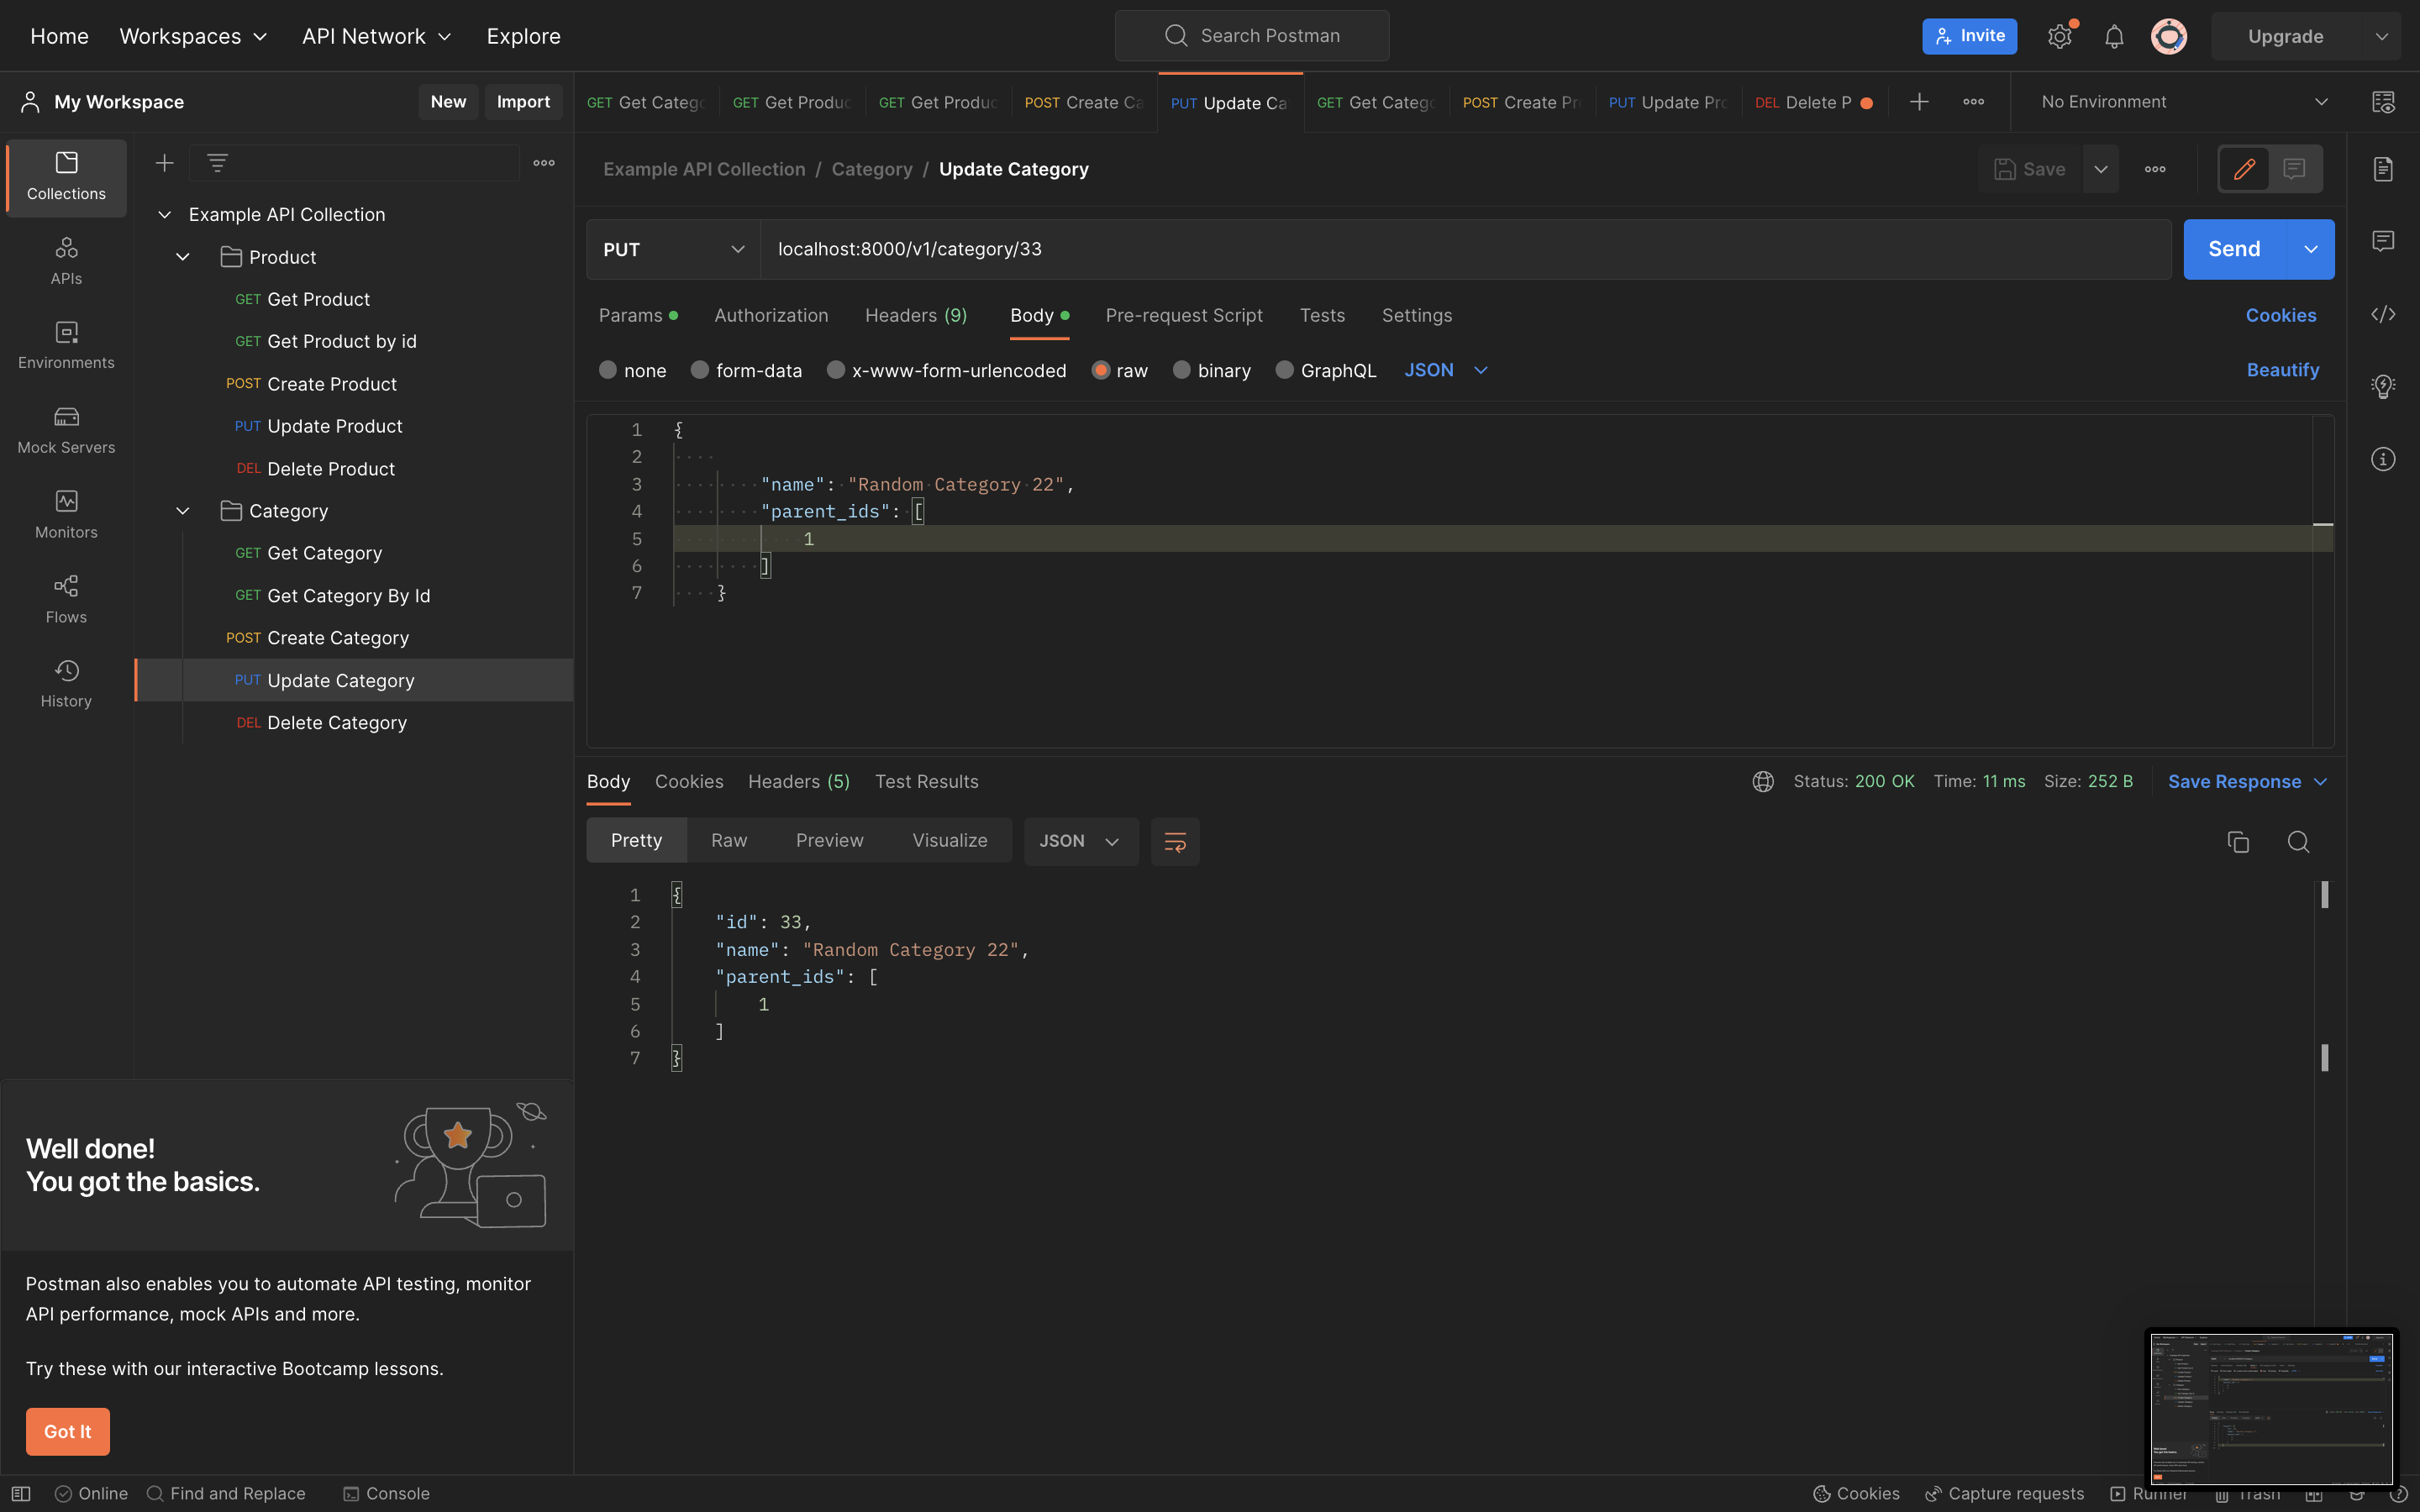 Home Workspaces API Network Explore Search Postman Invite Upgrade
My Workspace New Import
GET Get Catego GET Get Produc GET Get Produc POST Create Ca PUT Update Ca GET Get Catego POST Create Pr PUT Update Pro DEL Delete P No Environment
Collections
APIs
Environments
Mock Servers
Monitors
Flows
History
Example API Collection
Product
GET Get Product
GET Get Product by id
POST Create Product
PUT Update Product
DEL Delete Product
Category
GET Get Category
GET Get Category By Id
POST Create Category
PUT Update Category
DEL Delete Category
Well done!
You got the basics.
Postman also enables you to automate API testing, monitor
API performance, mock APIs and more.
Try these with our interactive Bootcamp lessons.
Got It
Example API Collection / Category / Update Category Save
PUT localhost:8000/v1/category/33 Send
Params Authorization Headers (9) Body Pre-request Script Tests Settings Cookies
none form-data x-www-form-urlencoded raw binary GraphQL JSON Beautify
1 {
2
3 "name": "Random Category 22",
4 "parent_ids": [
5 1
6 ]
7 }
Body Cookies Headers (5) Test Results Status: 200 OK Time: 11 ms Size: 252 B Save Response
Pretty Raw Preview Visualize JSON
1 {
2 "id": 33,
3 "name": "Random Category 22",
4 "parent_ids": [
5 1
6 ]
7 }
Online Find and Replace Console Cookies Capture requests Runner Trash